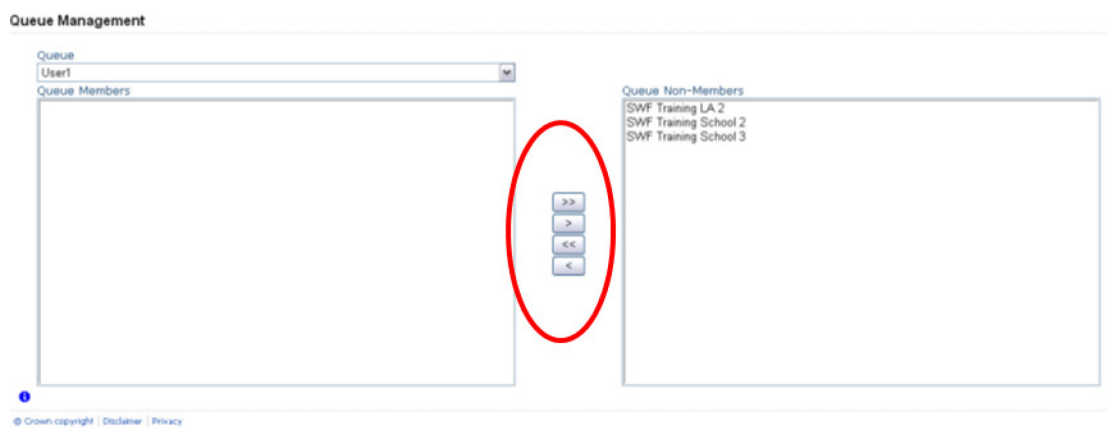 Queue Management
Queue
User1
Queue Members
Queue Non-Members
SWF Training LA 2
SWF Training School 2
SWF Training School 3
>>
>
<<
<
© Crown copyright | Disclaimer | Privacy